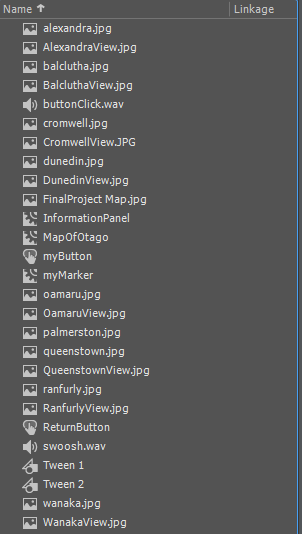 Name Linkage
alexandra.jpg
AlexandraView.jpg
balclutha.jpg
BalcluthaView.jpg
buttonClick.wav
cromwell.jpg
CromwellView.JPG
dunedin.jpg
DunedinView.jpg
FinalProject Map.jpg
InformationPanel
MapOfOtago
myButton
myMarker
oamaru.jpg
OamaruView.jpg
palmerston.jpg
queenstown.jpg
QueenstownView.jpg
ranfurly.jpg
RanfurlyView.jpg
ReturnButton
swoosh.wav
Tween 1
Tween 2
wanaka.jpg
WanakaView.jpg